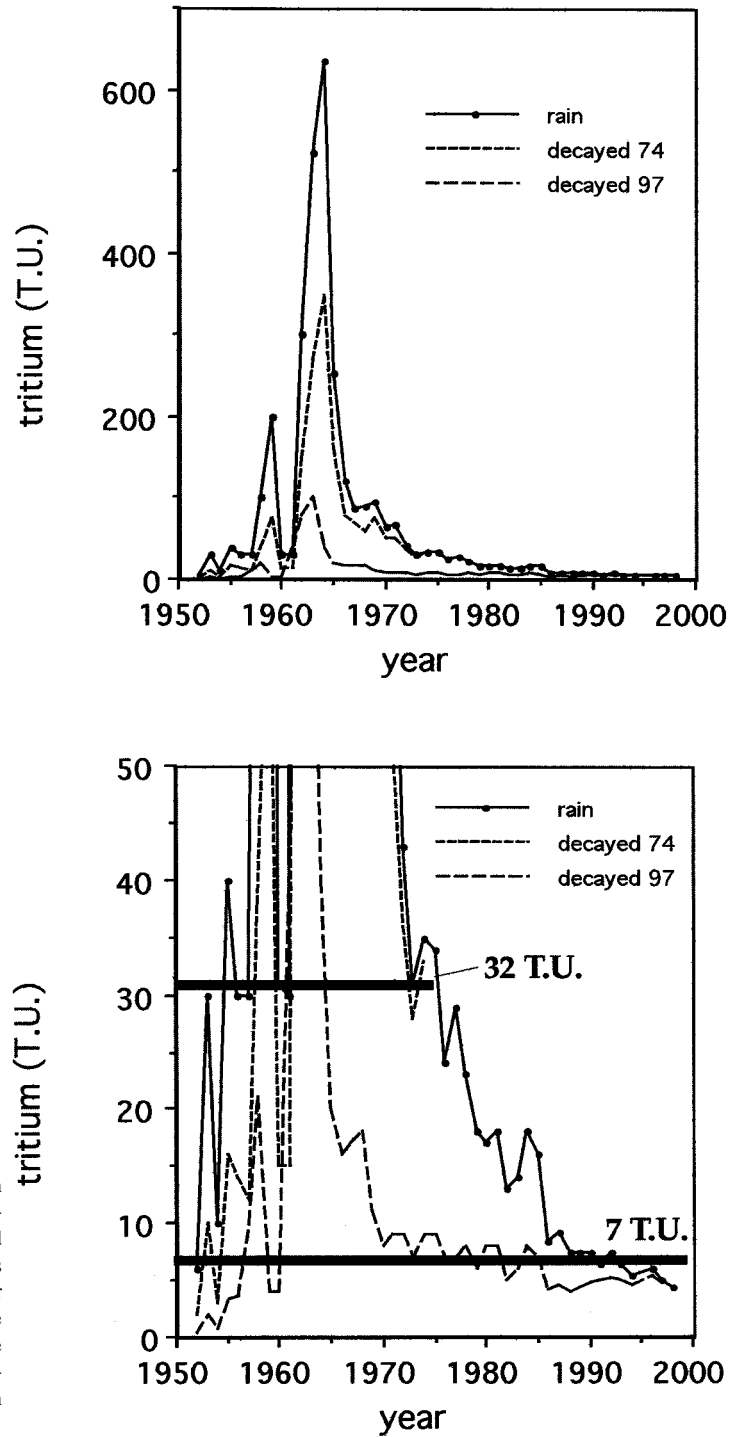 600
400
200
0
tritium (T.U.)
rain
decayed 74
decayed 97
1950 1960 1970 1980 1990 2000
year
50
40
30
20
10
0
tritium (T.U.)
rain
decayed 74
decayed 97
32 T.U.
7 T.U.
1950 1960 1970 1980 1990 2000
year